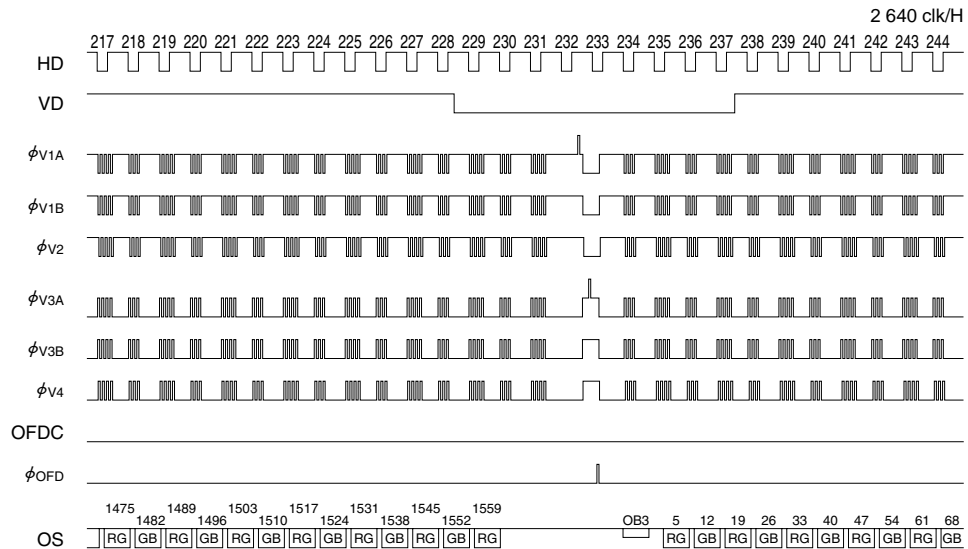 2 640 clk/H
217 218 219 220 221 222 223 224 225 226 227 228 229 230 231 232 233 234 235 236 237 238 239 240 241 242 243 244
HD
VD
ϕV1A
ϕV1B
ϕV2
ϕV3A
ϕV3B
ϕV4
OFDC
ϕOFD
1475 1489 1503 1517 1531 1545 1559
1482 1496 1510 1524 1538 1552 OB3 5 12 19 26 33 40 47 54 61 68
OS RG GB RG GB RG GB RG GB RG GB RG GB RG RG GB RG GB RG GB RG GB RG GB